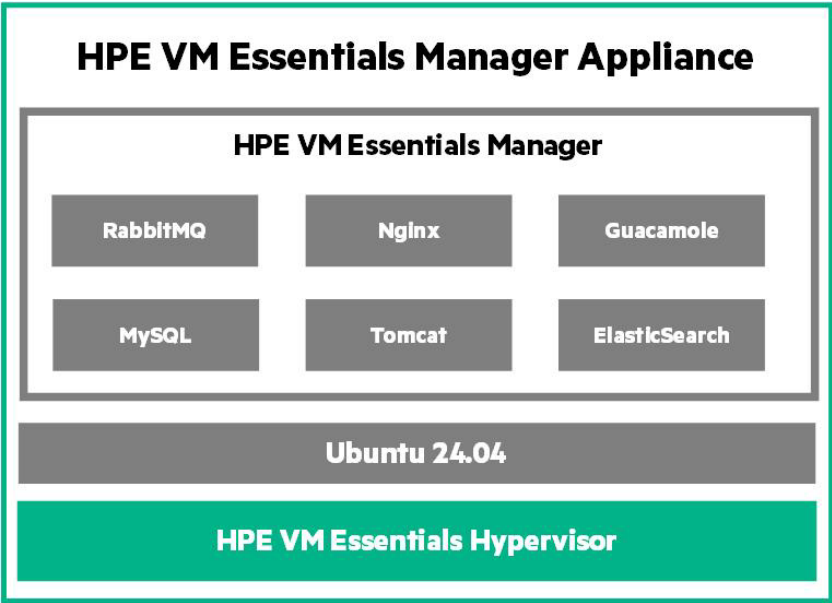 HPE VM Essentials Manager Appliance
HPE VM Essentials Manager
RabbitMQ
Nginx
Guacamole
MySQL
Tomcat
ElasticSearch
Ubuntu 24.04
HPE VM Essentials Hypervisor